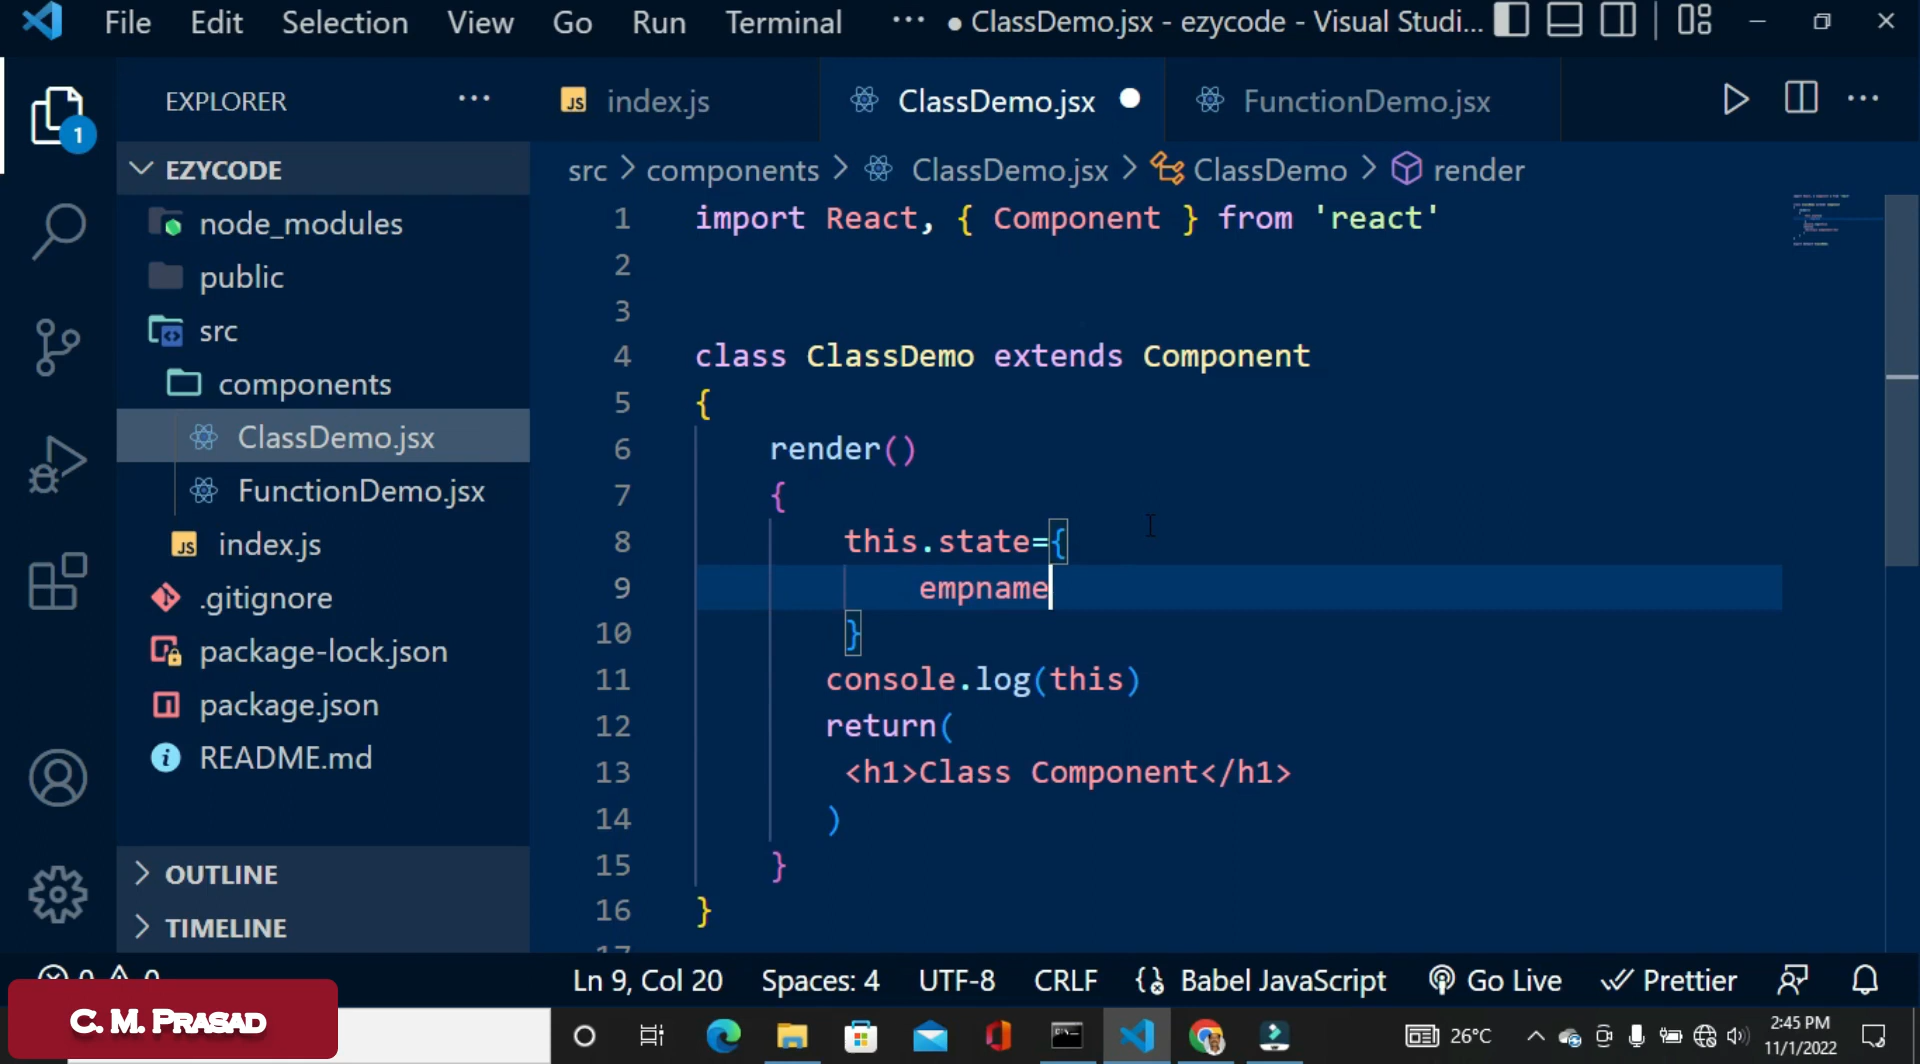 File Edit Selection View Go Run Terminal ··· ● ClassDemo.jsx - ezycode - Visual Studi...
EXPLORER ···
JS index.js
ClassDemo.jsx
FunctionDemo.jsx
1
EZYCODE
node_modules
public
src
components
ClassDemo.jsx
FunctionDemo.jsx
JS index.js
.gitignore
package-lock.json
package.json
README.md
OUTLINE
TIMELINE
src > components > ClassDemo.jsx > ClassDemo > render
1 import React, { Component } from 'react'
2
3
4 class ClassDemo extends Component
5 {
6 render()
7 {
8 this.state={
9 empname
10 }
11 console.log(this)
12 return(
13 <h1>Class Component</h1>
14 )
15 }
16 }
Ln 9, Col 20 Spaces: 4 UTF-8 CRLF Babel JavaScript Go Live Prettier
C. M. PRASAD
26°C
2:45 PM
11/1/2022